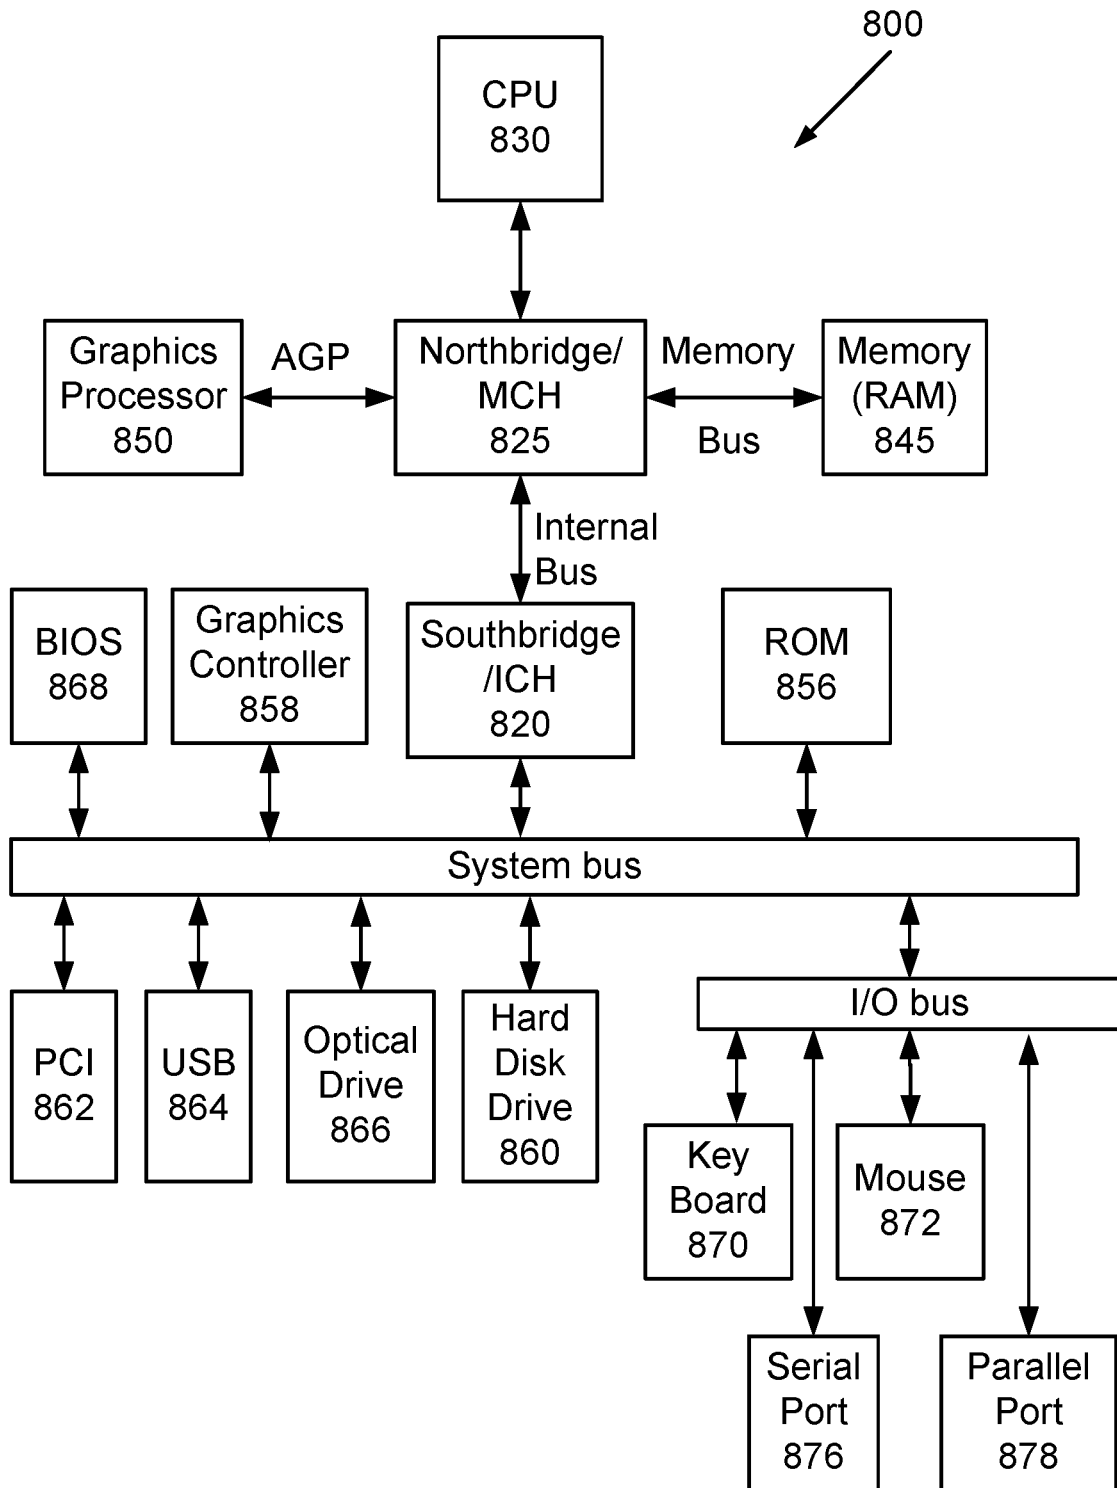 800
CPU
830
Graphics
Processor
850
AGP
Northbridge/
MCH
825
Memory
Bus
Memory
(RAM)
845
Internal
Bus
BIOS
868
Graphics
Controller
858
Southbridge
/ICH
820
ROM
856
System bus
PCI
862
USB
864
Optical
Drive
866
Hard
Disk
Drive
860
I/O bus
Key
Board
870
Mouse
872
Serial
Port
876
Parallel
Port
878